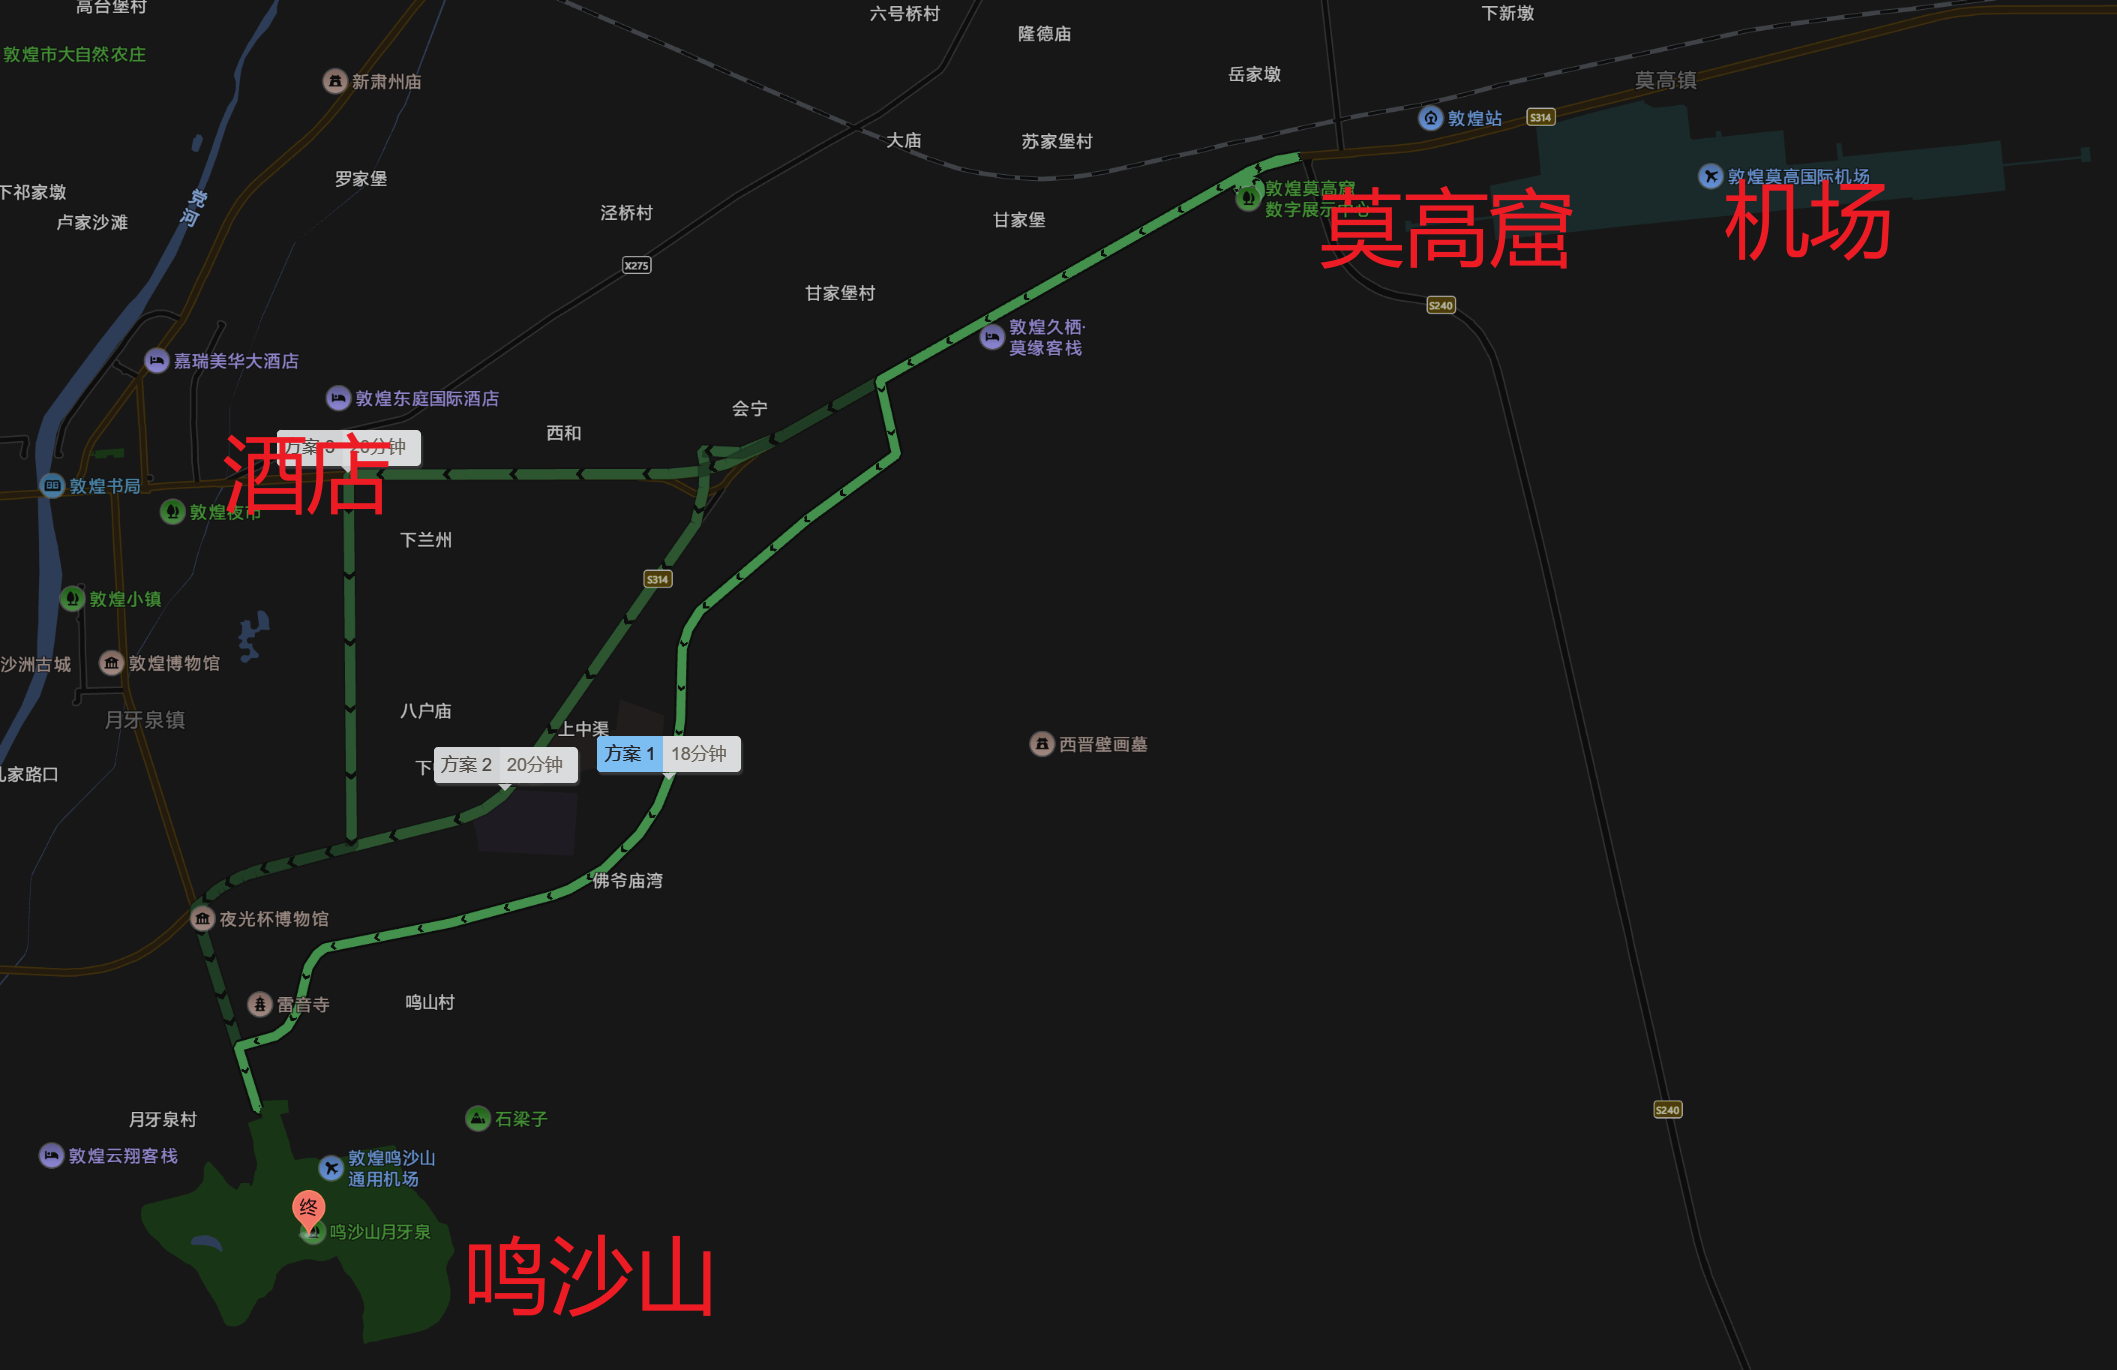 高台堡村
六号桥村
下新墩
隆德庙
敦煌市大自然农庄
岳家墩
新肃州庙
莫高镇
敦煌站
S314
大庙
苏家堡村
罗家堡
敦煌莫高国际机场
下祁家墩
党河
敦煌莫高窟
数字展示中心
卢家沙滩
泾桥村
甘家堡
莫高窟
机场
X275
甘家堡村
S240
敦煌久栖·
莫缘客栈
嘉瑞美华大酒店
敦煌东庭国际酒店
会宁
西和
方案 3 20分钟
酒店
敦煌书局
敦煌夜市
下兰州
S314
敦煌小镇
沙洲古城
敦煌博物馆
八户庙
月牙泉镇
上中渠
西晋壁画墓
方案 1 18分钟
下
方案 2 20分钟
家路口
佛爷庙湾
夜光杯博物馆
雷音寺
鸣山村
S240
月牙泉村
石梁子
敦煌云翔客栈
敦煌鸣沙山
通用机场
终
鸣沙山月牙泉
鸣沙山